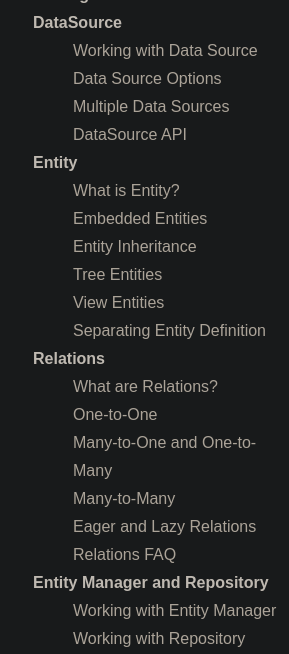 DataSource
Working with Data Source
Data Source Options
Multiple Data Sources
DataSource API
Entity
What is Entity?
Embedded Entities
Entity Inheritance
Tree Entities
View Entities
Separating Entity Definition
Relations
What are Relations?
One-to-One
Many-to-One and One-to-
Many
Many-to-Many
Eager and Lazy Relations
Relations FAQ
Entity Manager and Repository
Working with Entity Manager
Working with Repository